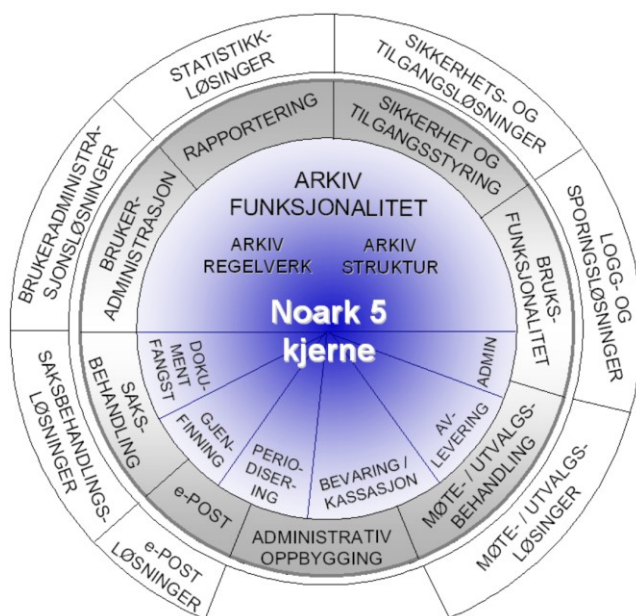 STATISTIKK-
LØSINGER
SIKKERHETS- OG
TILGANGSLØSNINGER
LOGG- OG
SPORINGSLØSNINGER
MØTE- / UTVALGS-
LØSINGER
e-POST
LØSNINGER
SAKSBEHANDLINGS-
LØSNINGER
BRUKERADMINISTRA-
SJONSLØSNINGER
RAPPORTERING
SIKKERHET OG
TILGANGSSTYRING
BRUKS-
FUNKSJONALITET
MØTE- / UTVALGS-
BEHANDLING
ADMINISTRATIV
OPPBYGGING
e-POST
SAKS-
BEHANDLING
BRUKER-
ADMINISTRASJON
ARKIV
FUNKSJONALITET
ARKIV
REGELVERK
ARKIV
STRUKTUR
Noark 5
kjerne
DOKU-
MENT
FANGST
GJEN-
FINNING
PERIO-
DISER-
ING
BEVARING /
KASSASJON
AV-
LEVERING
ADMIN